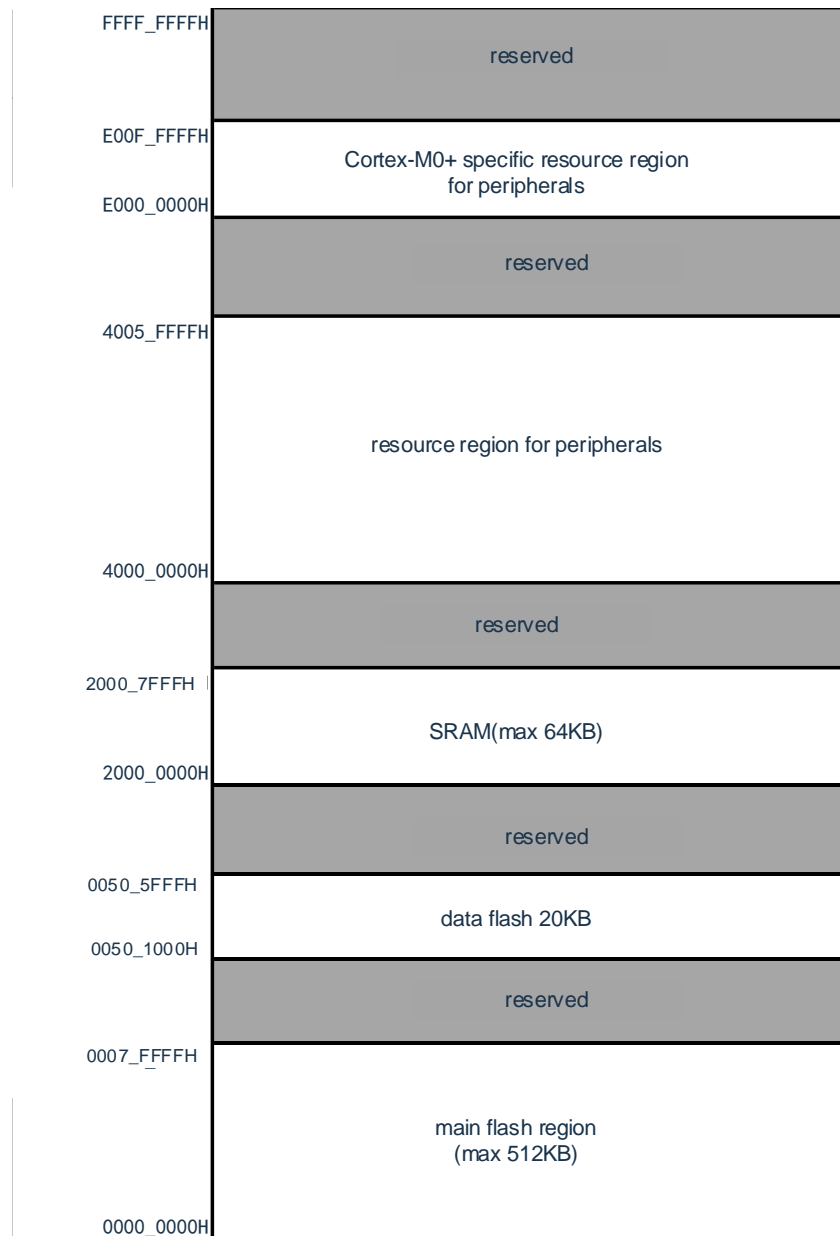 FFFF_FFFFH
reserved
E00F_FFFFH
Cortex-M0+ specific resource region
for peripherals
E000_0000H
reserved
4005_FFFFH
resource region for peripherals
4000_0000H
reserved
2000_7FFFH
SRAM(max 64KB)
2000_0000H
reserved
0050_5FFFH
data flash 20KB
0050_1000H
reserved
0007_FFFFH
main flash region
(max 512KB)
0000_0000H